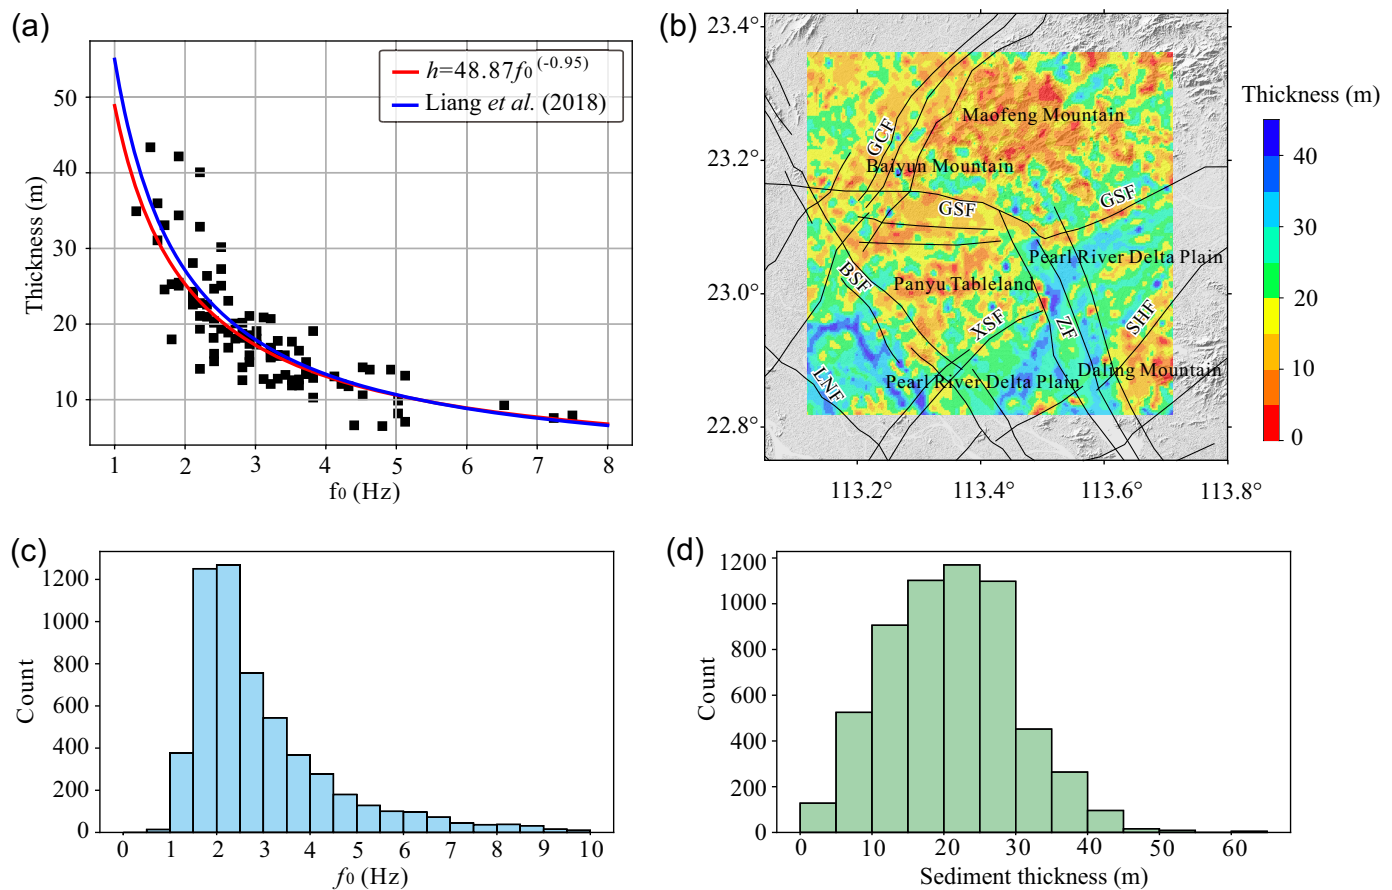 (a)
Thickness (m)
50
40
30
20
10
1 2 3 4 5 6 7 8
f0 (Hz)
h=48.87f0(-0.95)
Liang et al. (2018)
(b)
23.4°
23.2°
23.0°
22.8°
113.2° 113.4° 113.6° 113.8°
Maofeng Mountain
GCF
Baiyun Mountain
GSF
GSF
Pearl River Delta Plain
BSF
Panyu Tableland
XSF
ZF
SHF
LNF
Pearl River Delta Plain
Daling Mountain
Thickness (m)
40
30
20
10
0
(c)
Count
1200
1000
800
600
400
200
0
0 1 2 3 4 5 6 7 8 9 10
f0 (Hz)
(d)
Count
1200
1000
800
600
400
200
0
0 10 20 30 40 50 60
Sediment thickness (m)